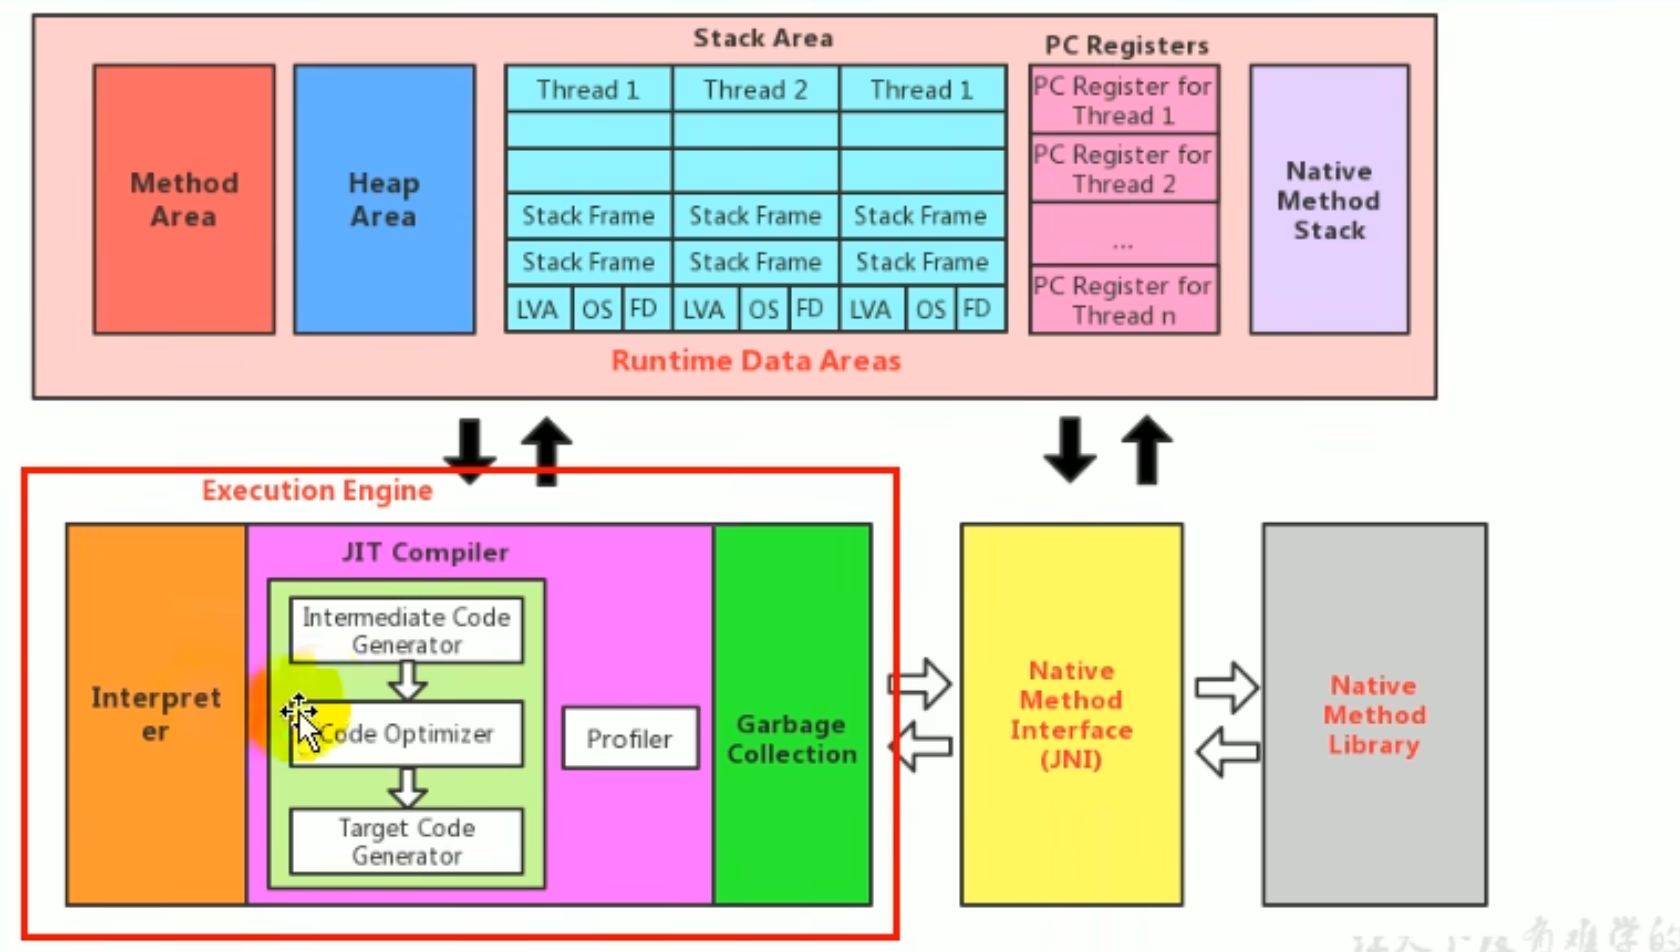 Stack Area
PC Registers
Method
Area
Heap
Area
Thread 1
Thread 2
Thread 1
Stack Frame
Stack Frame
Stack Frame
Stack Frame
Stack Frame
Stack Frame
LVA
OS
FD
LVA
OS
FD
LVA
OS
FD
PC Register for
Thread 1
PC Register for
Thread 2
...
PC Register for
Thread n
Native
Method
Stack
Runtime Data Areas
Execution Engine
Interpret
er
JIT Compiler
Intermediate Code
Generator
Code Optimizer
Target Code
Generator
Profiler
Garbage
Collection
Native
Method
Interface
(JNI)
Native
Method
Library